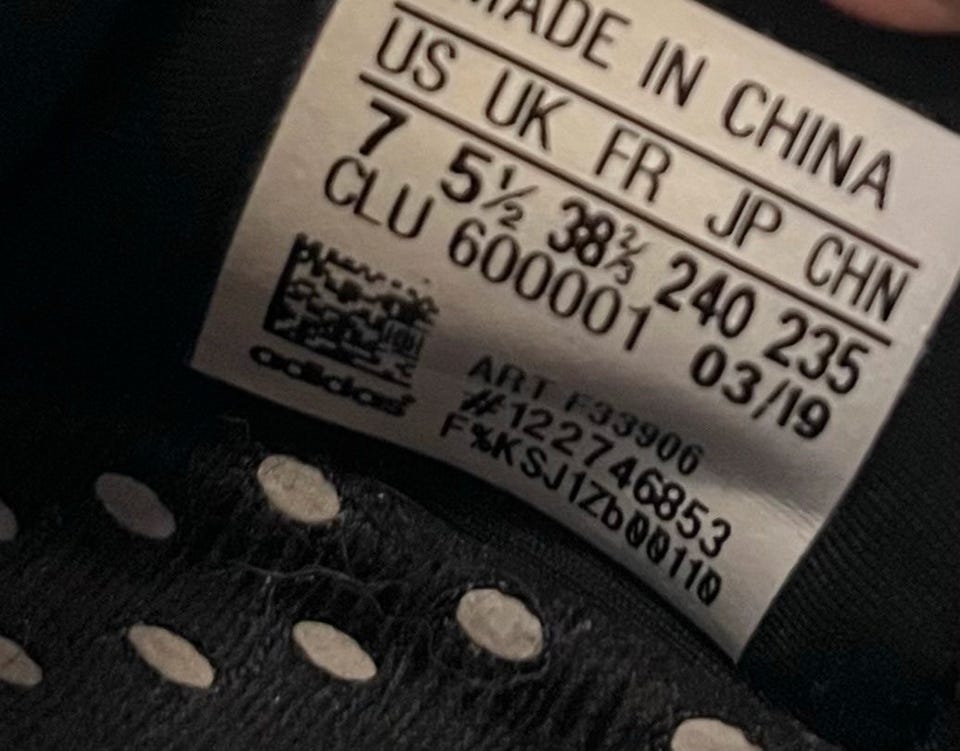 MADE IN CHINA
US UK FR JP CHN
7 5½ 38⅔ 240 235
CLU 600001 03/19
adidas
ART F33906
#122746853
F%KSJ1Zb00110